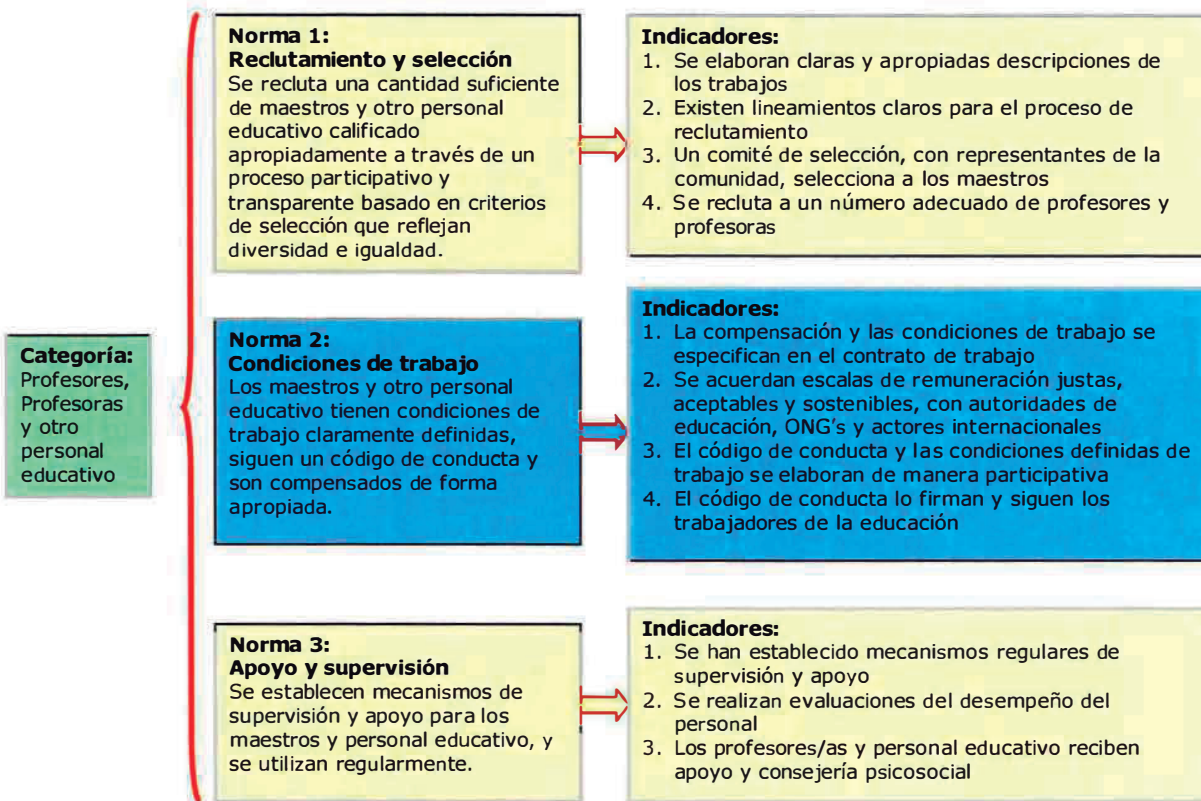 Categoría:
Profesores,
Profesoras
y otro
personal
educativo
Norma 1:
Reclutamiento y selección
Se recluta una cantidad suficiente
de maestros y otro personal
educativo calificado
apropiadamente a través de un
proceso participativo y
transparente basado en criterios
de selección que reflejan
diversidad e igualdad.
Indicadores:
1. Se elaboran claras y apropiadas descripciones de
los trabajos
2. Existen lineamientos claros para el proceso de
reclutamiento
3. Un comité de selección, con representantes de la
comunidad, selecciona a los maestros
4. Se recluta a un número adecuado de profesores y
profesoras
Norma 2:
Condiciones de trabajo
Los maestros y otro personal
educativo tienen condiciones de
trabajo claramente definidas,
siguen un código de conducta y
son compensados de forma
apropiada.
Indicadores:
1. La compensación y las condiciones de trabajo se
especifican en el contrato de trabajo
2. Se acuerdan escalas de remuneración justas,
aceptables y sostenibles, con autoridades de
educación, ONG's y actores internacionales
3. El código de conducta y las condiciones definidas de
trabajo se elaboran de manera participativa
4. El código de conducta lo firman y siguen los
trabajadores de la educación
Norma 3:
Apoyo y supervisión
Se establecen mecanismos de
supervisión y apoyo para los
maestros y personal educativo, y
se utilizan regularmente.
Indicadores:
1. Se han establecido mecanismos regulares de
supervisión y apoyo
2. Se realizan evaluaciones del desempeño del
personal
3. Los profesores/as y personal educativo reciben
apoyo y consejería psicosocial